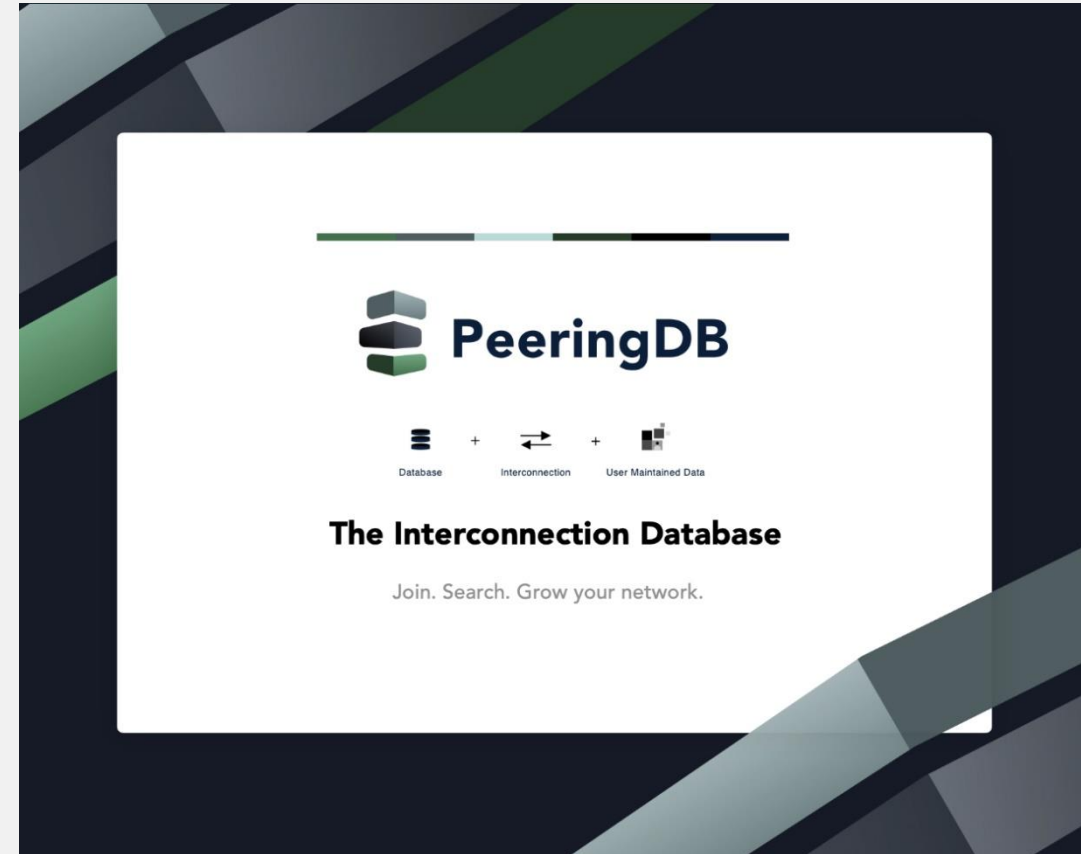 PeeringDB
+ +
Database Interconnection User Maintained Data
The Interconnection Database
Join. Search. Grow your network.